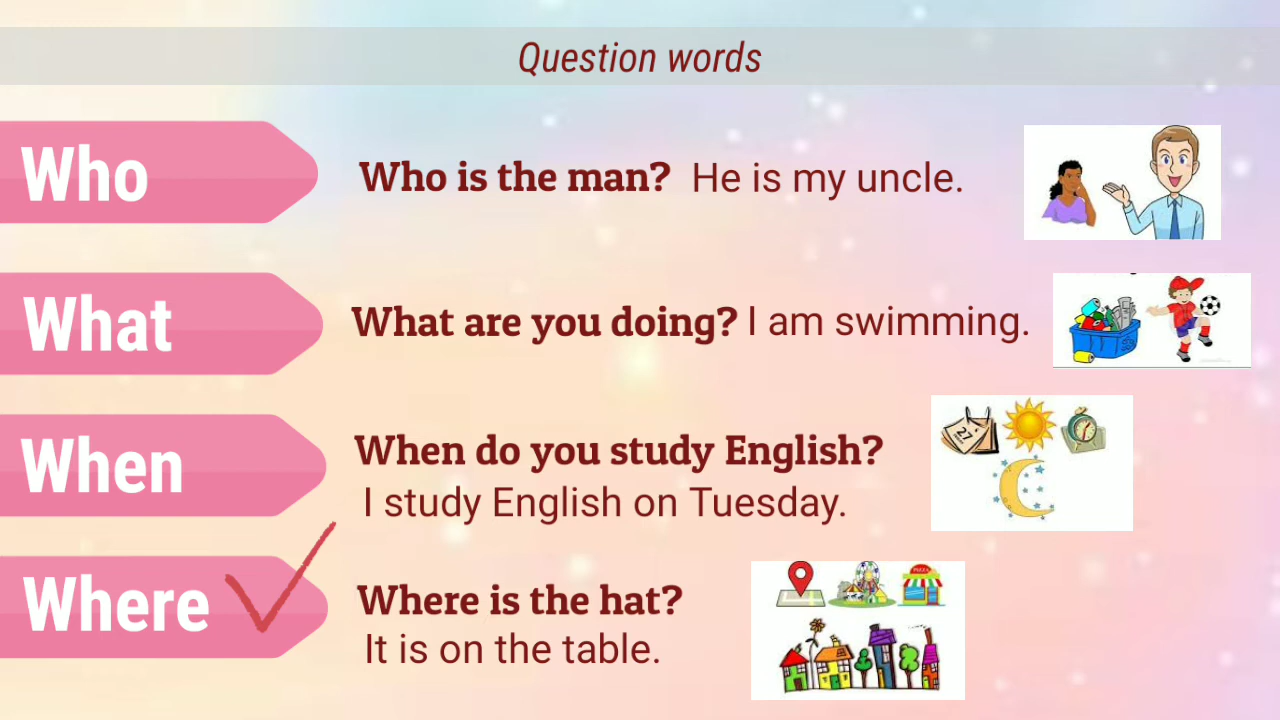 Question words
Who
Who is the man? He is my uncle.
What
What are you doing? I am swimming.
When
When do you study English?
I study English on Tuesday.
27
Where
Where is the hat?
It is on the table.
PIZZA